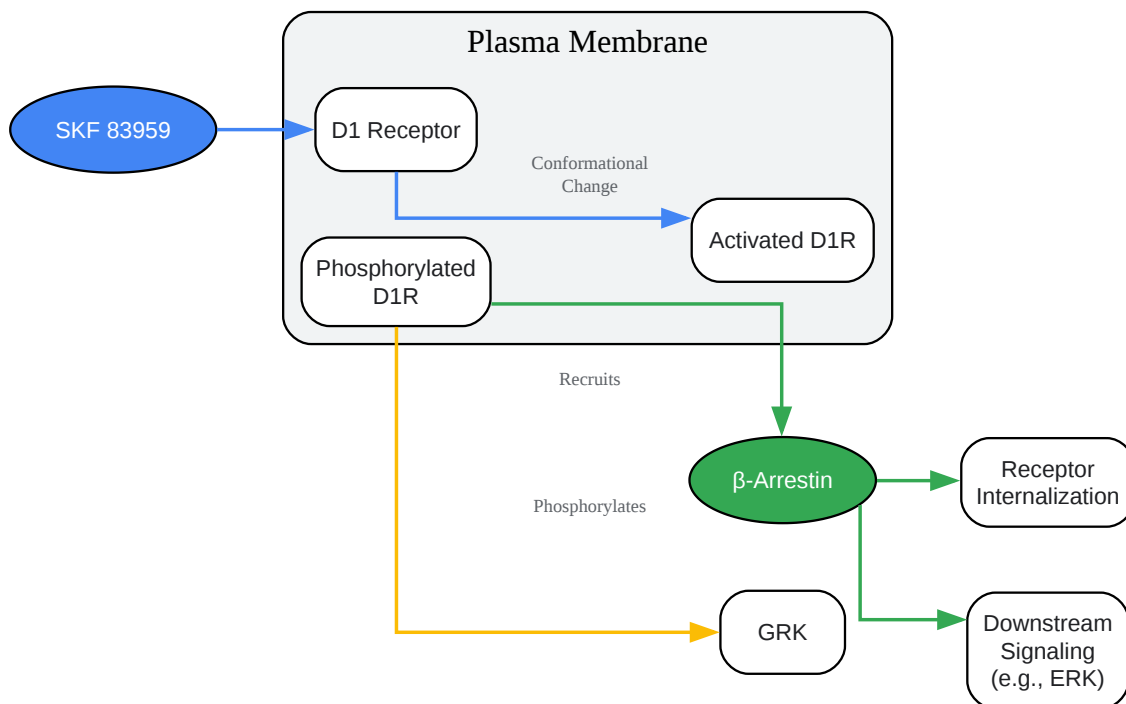 Plasma Membrane
SKF 83959
D1 Receptor
Conformational
Change
Activated D1R
Phosphorylated
D1R
Recruits
β-Arrestin
Receptor
Internalization
Phosphorylates
GRK
Downstream
Signaling
(e.g., ERK)